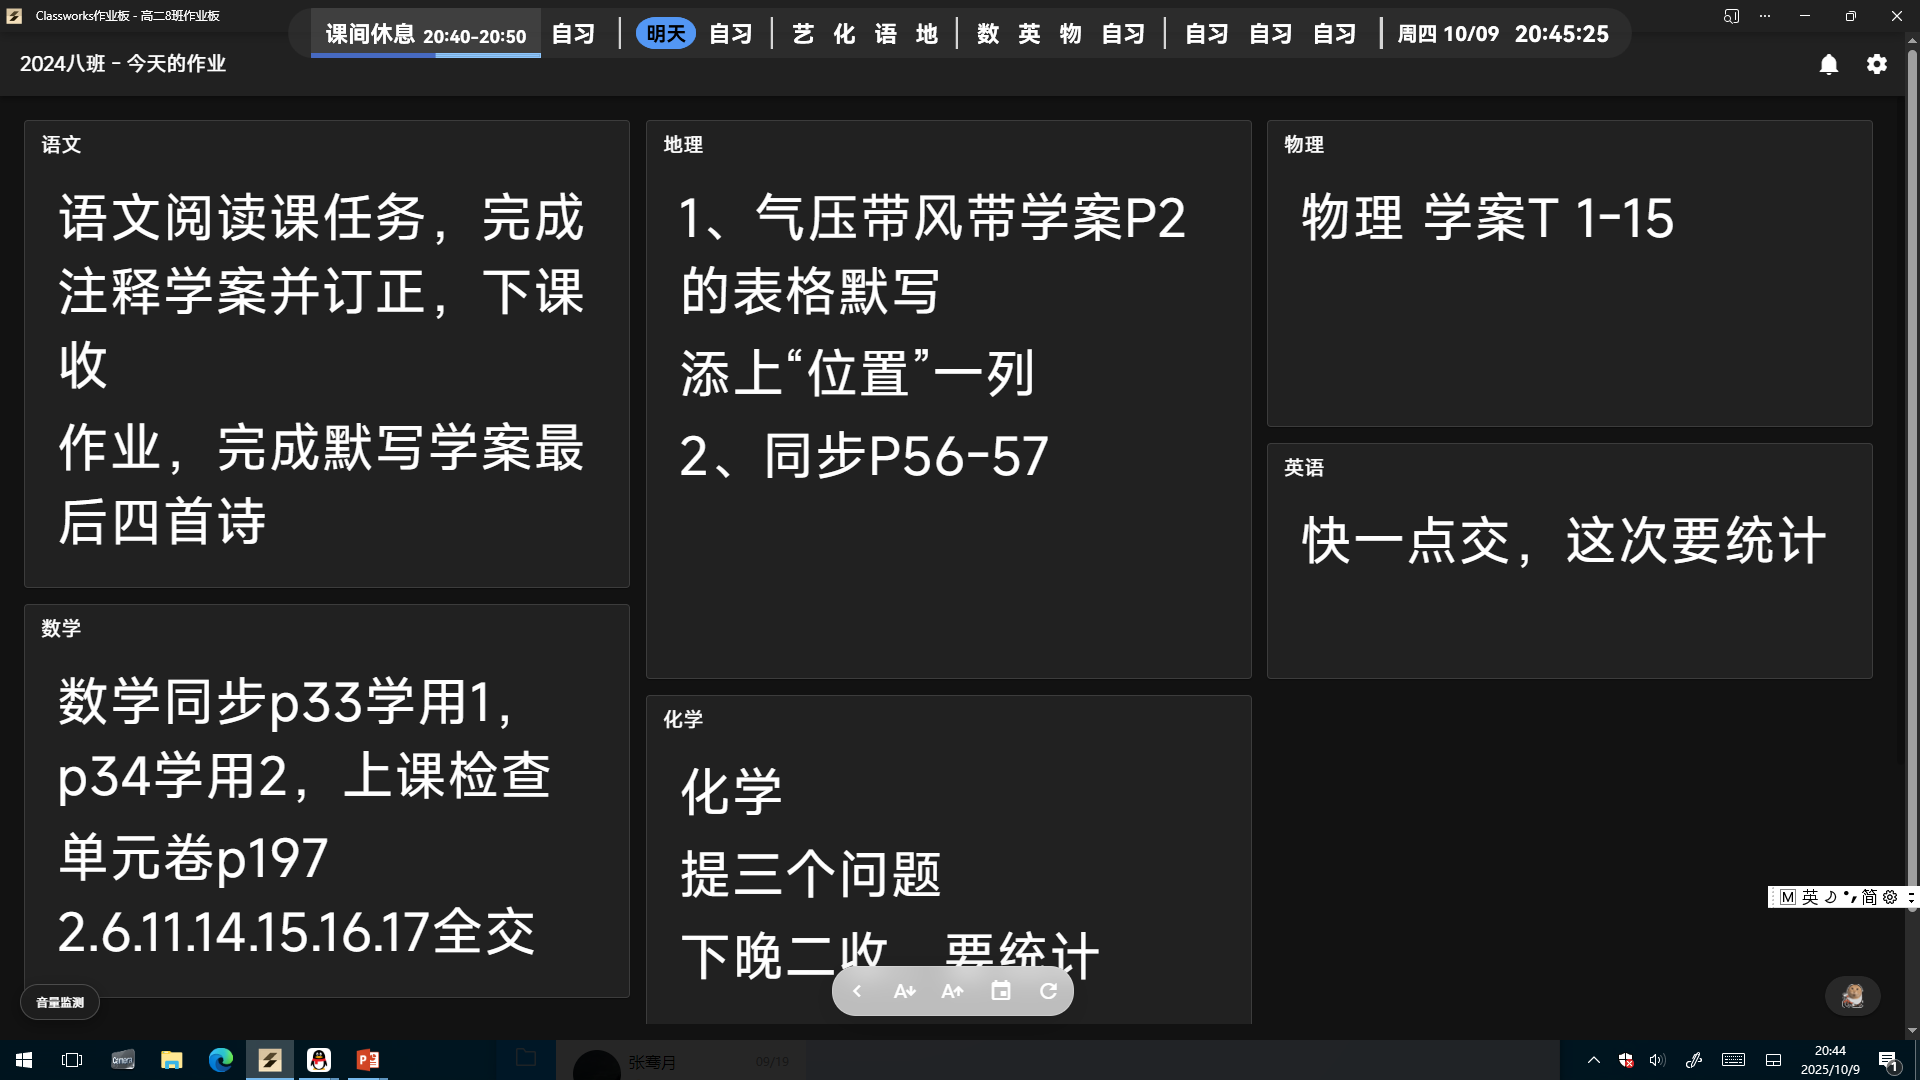 Classworks作业板 - 高二8班作业板
课间休息 20:40-20:50 自习 明天 自习 艺 化 语 地 数 英 物 自习 自习 自习 自习 周四 10/09 20:45:25
2024八班 - 今天的作业
语文
语文阅读课任务，完成
注释学案并订正，下课
收
作业，完成默写学案最
后四首诗
数学
数学同步p33学用1，
p34学用2，上课检查
单元卷p197
2.6.11.14.15.16.17全交
地理
1、气压带风带学案P2
的表格默写
添上“位置”一列
2、同步P56-57
化学
化学
提三个问题
下晚二收 要统计
物理
物理 学案T 1-15
英语
快一点交，这次要统计
M 英 简
音量监测
张骞月 09/19
20:44
2025/10/9
1